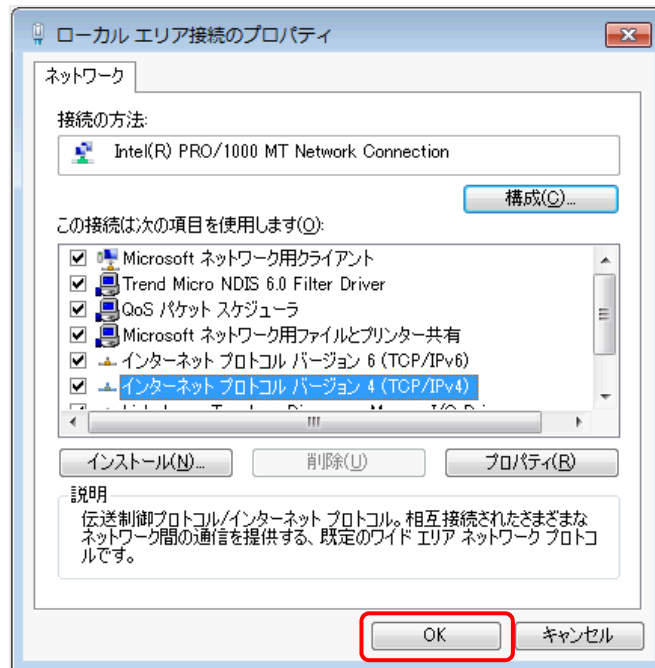 ローカル エリア接続のプロパティ
ネットワーク
接続の方法:
Intel(R) PRO/1000 MT Network Connection
構成(C)...
この接続は次の項目を使用します(O):
Microsoft ネットワーク用クライアント
Trend Micro NDIS 6.0 Filter Driver
QoS パケット スケジューラ
Microsoft ネットワーク用ファイルとプリンター共有
インターネット プロトコル バージョン 6 (TCP/IPv6)
インターネット プロトコル バージョン 4 (TCP/IPv4)
インストール(N)...
削除(U)
プロパティ(R)
説明
伝送制御プロトコル/インターネット プロトコル。相互接続されたさまざまな
ネットワーク間の通信を提供する、既定のワイド エリア ネットワーク プロトコ
ルです。
OK
キャンセル